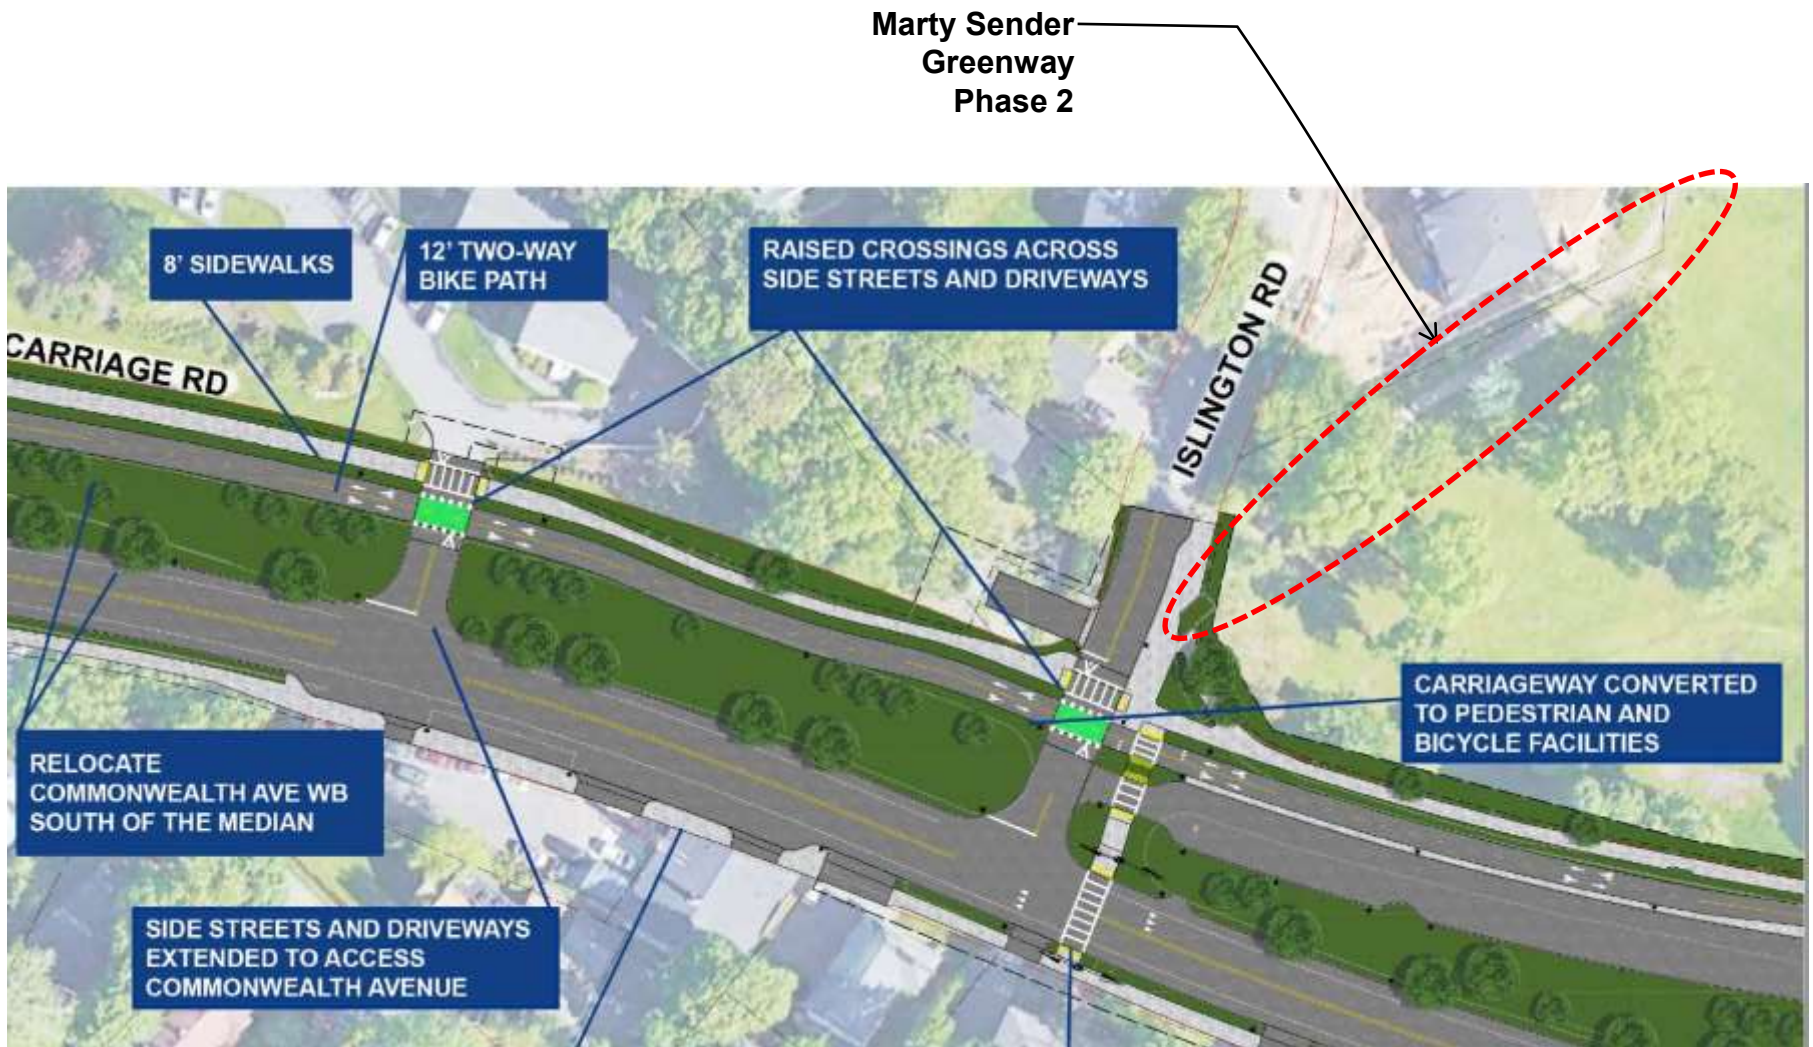 Marty Sender
Greenway
Phase 2
8' SIDEWALKS
12' TWO-WAY
BIKE PATH
RAISED CROSSINGS ACROSS
SIDE STREETS AND DRIVEWAYS
CARRIAGE RD
ISLINGTON RD
CARRIAGEWAY CONVERTED
TO PEDESTRIAN AND
BICYCLE FACILITIES
RELOCATE
COMMONWEALTH AVE WB
SOUTH OF THE MEDIAN
SIDE STREETS AND DRIVEWAYS
EXTENDED TO ACCESS
COMMONWEALTH AVENUE